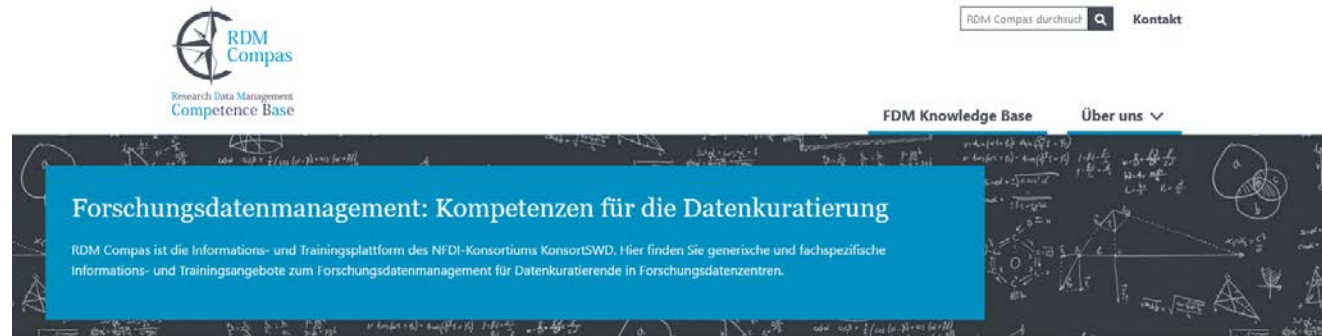 RDM
Compas
Research Data Management
Competence Base
RDM Compas durchsuch
Kontakt
FDM Knowledge Base
Über uns
Forschungsdatenmanagement: Kompetenzen für die Datenkuratierung
RDM Compas ist die Informations- und Trainingsplattform des NFDI-Konsortiums KonsortSWD. Hier finden Sie generische und fachspezifische
Informations- und Trainingsangebote zum Forschungsdatenmanagement für Datenkuratierende in Forschungsdatenzentren.